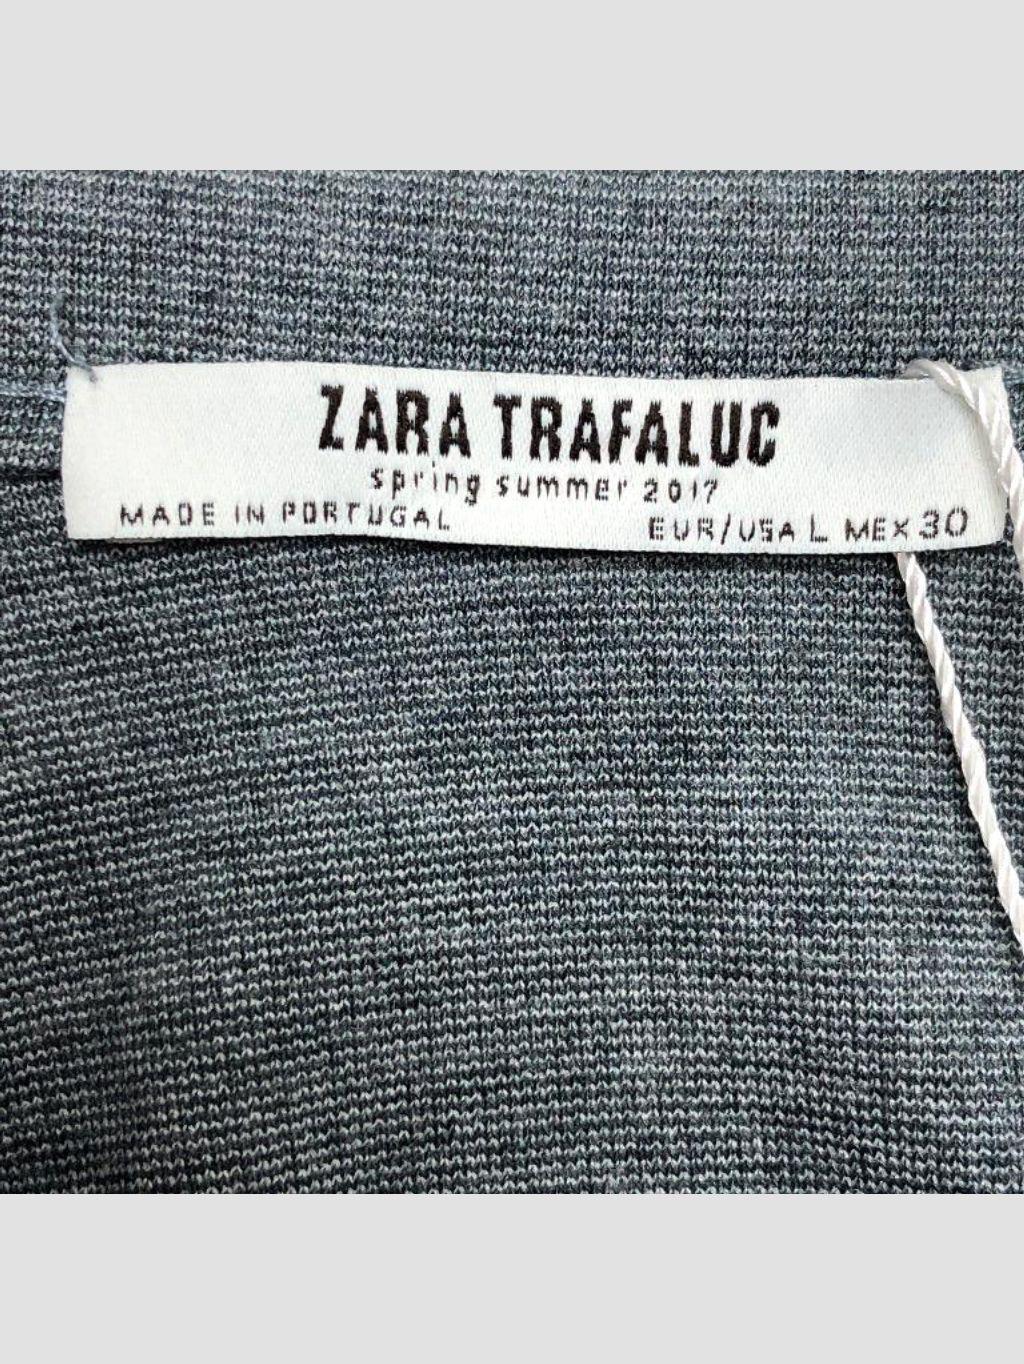 ZARA TRAFALUC
spring summer 2017
MADE IN PORTUGAL EUR/USA L MEX 30